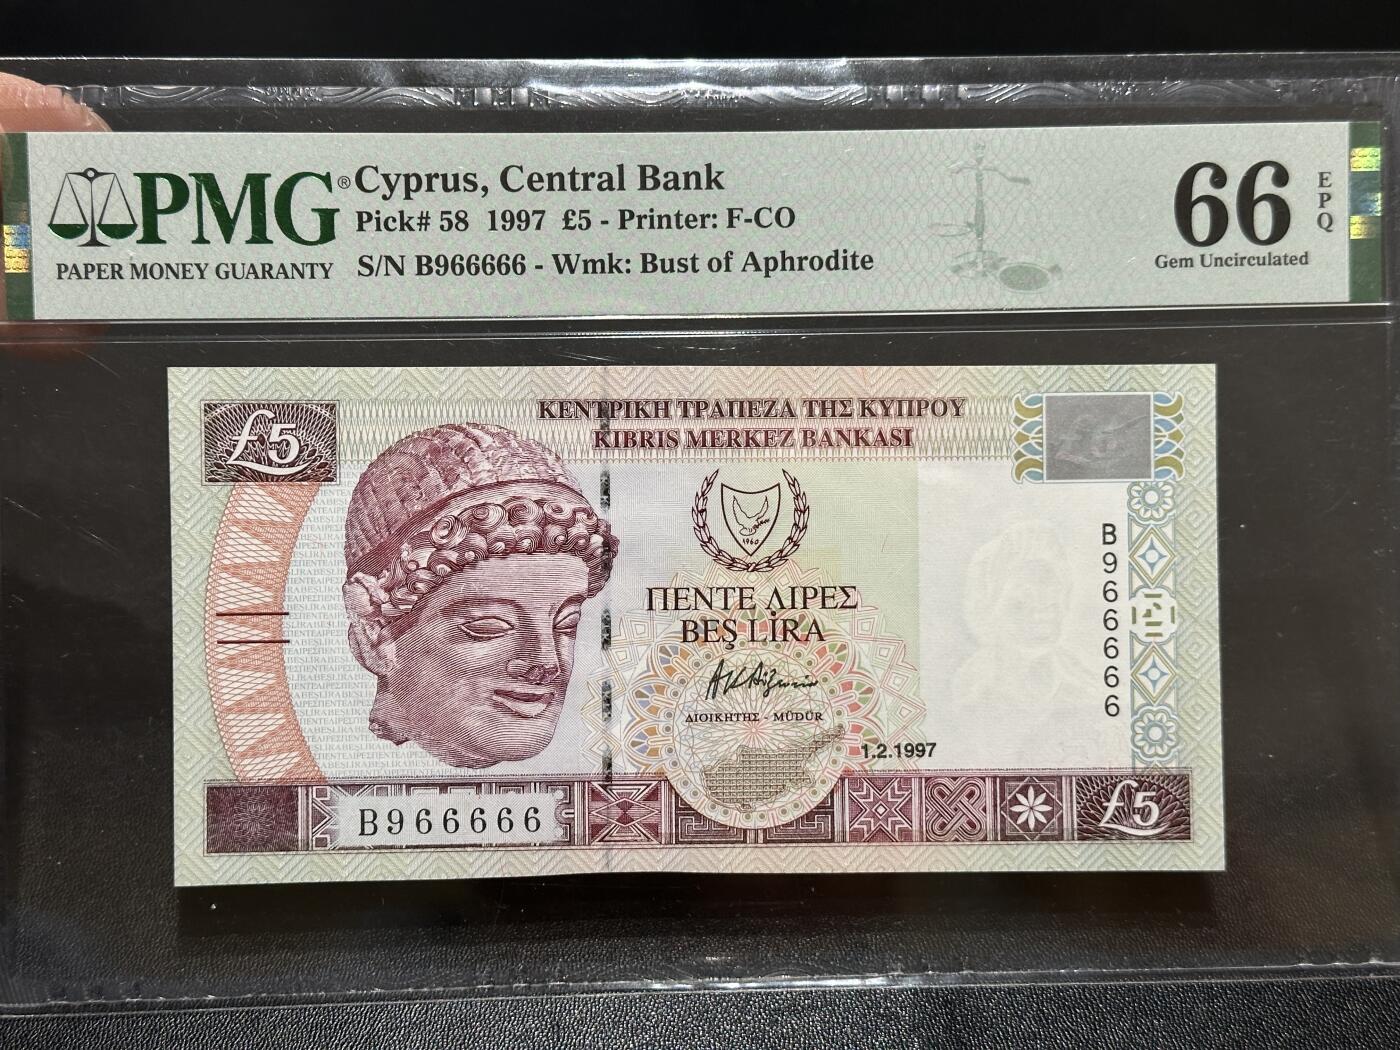 PMG®
PAPER MONEY GUARANTY
Cyprus, Central Bank
Pick# 58 1997 £5 - Printer: F-CO
S/N B966666 - Wmk: Bust of Aphrodite
66
EPQ
Gem Uncirculated
£5
ΚΕΝΤΡΙΚΗ ΤΡΑΠΕΖΑ ΤΗΣ ΚΥΠΡΟΥ
KIBRIS MERKEZ BANKASI
1960
ΠΕΝΤΕ ΛΙΡΕΣ
BEŞ LİRA
ΔΙΟΙΚΗΤΗΣ - MÜDÜR
1.2.1997
B966666
B966666
£5